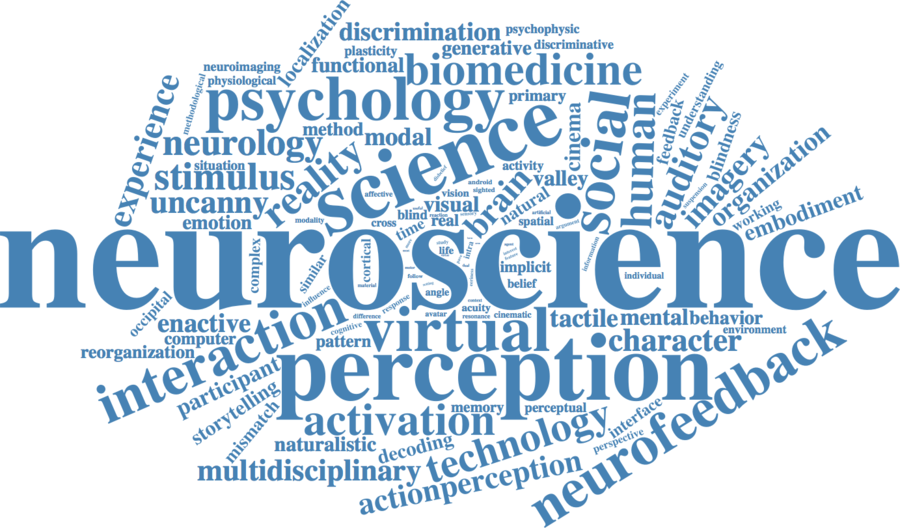 localization
discrimination
psychophysic
plasticity
generative
discriminative
neuroimaging
functional
biomedicine
physiological
methodological
experience
psychology
primary
experiment
understanding
neurology
method
modal
science
cinema
social
human
feedback
auditory
blindness
situation
reality
activity
stimulus
affective
vision
android
sighted
valley
imagery
organization
uncanny
visual
brain
natural
artificial
emotion
modality
cross
blind
real
time
spatial
argument
working
embodiment
neuroscience
complex
similar
cortical
material
study
life
intra
implicit
belief
information
individual
follow
angle
influence
occipital
response
context
acuity
enactive
difference
avatar
resonance
cinematic
computer
interaction
cognitive
pattern
virtual
tactile
mental
behavior
environment
reorganization
perception
character
participant
storytelling
mismatch
activation
memory
perceptual
technology
interface
perspective
neurofeedback
naturalistic
decoding
multidisciplinary
actionperception